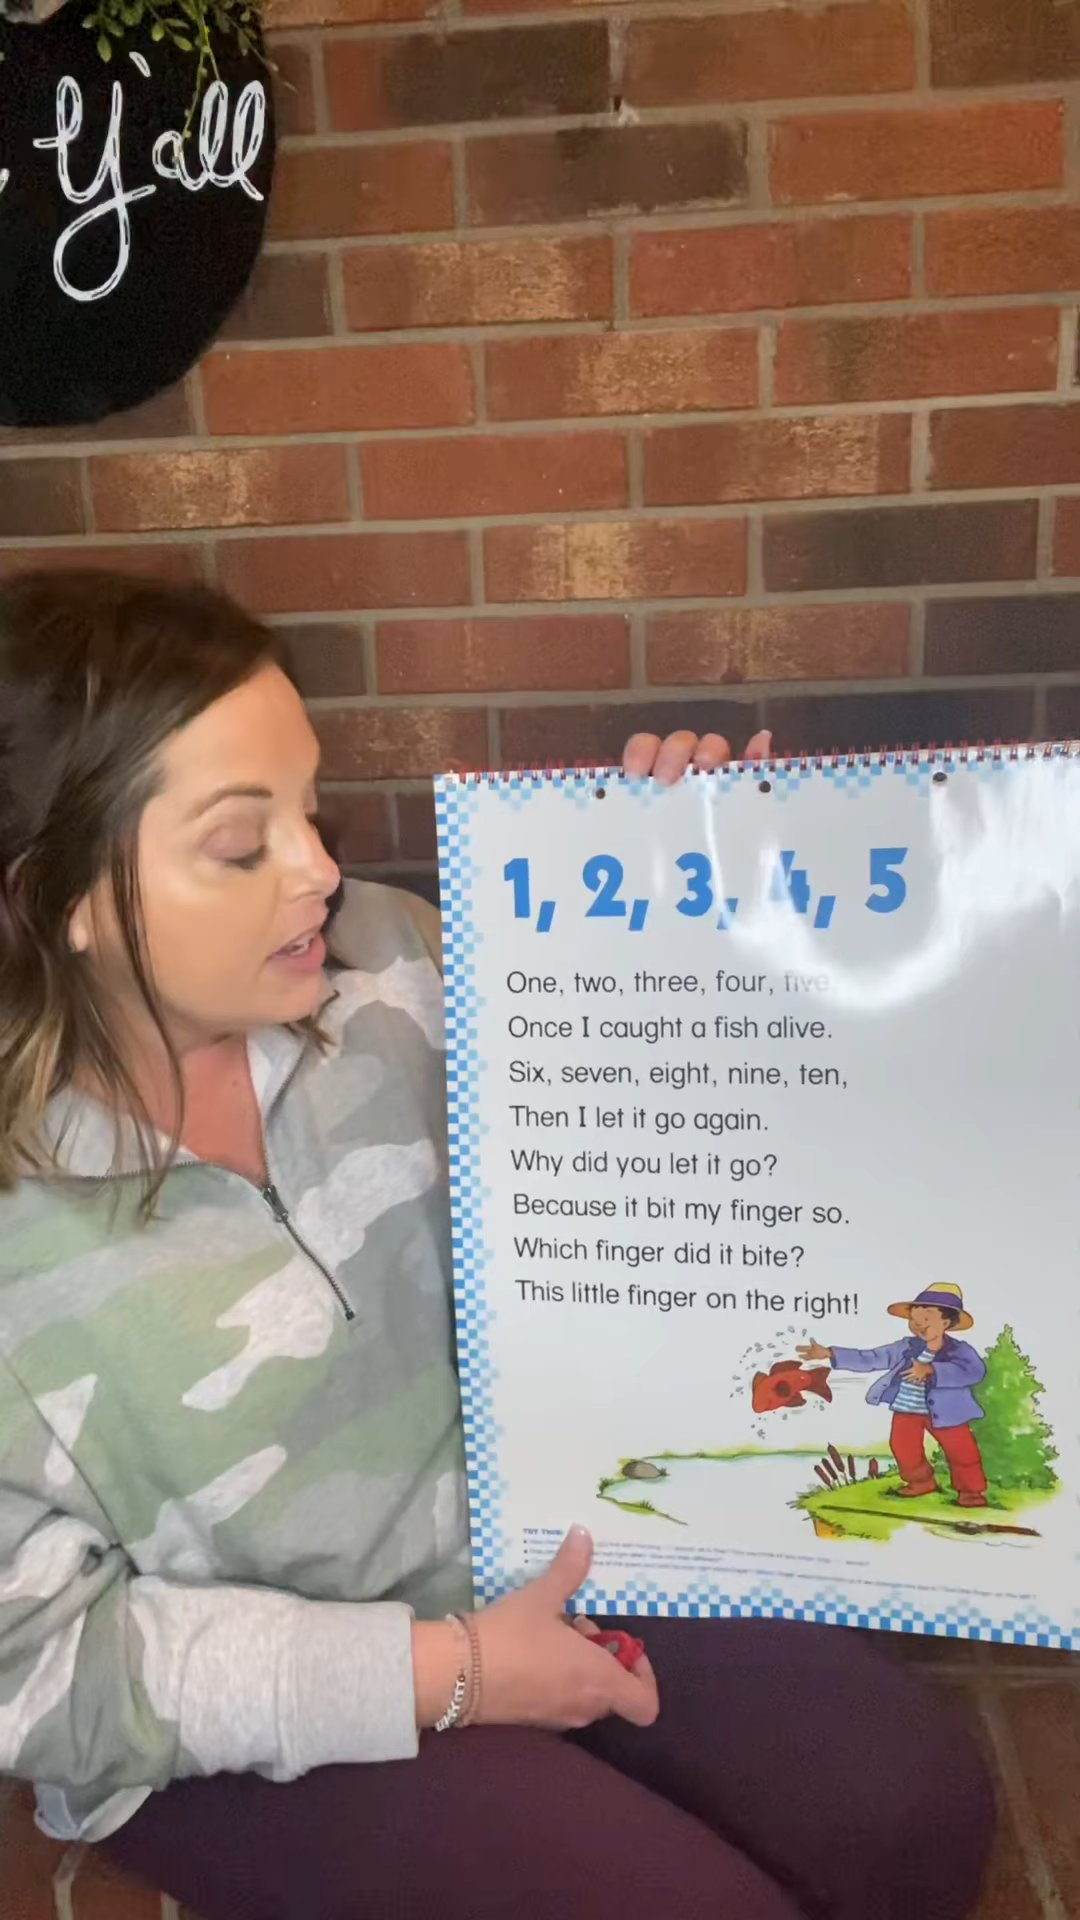 y'all
1, 2, 3, 4, 5
One, two, three, four, five
Once I caught a fish alive.
Six, seven, eight, nine, ten,
Then I let it go again.
Why did you let it go?
Because it bit my finger so.
Which finger did it bite?
This little finger on the right!
TRY THIS!